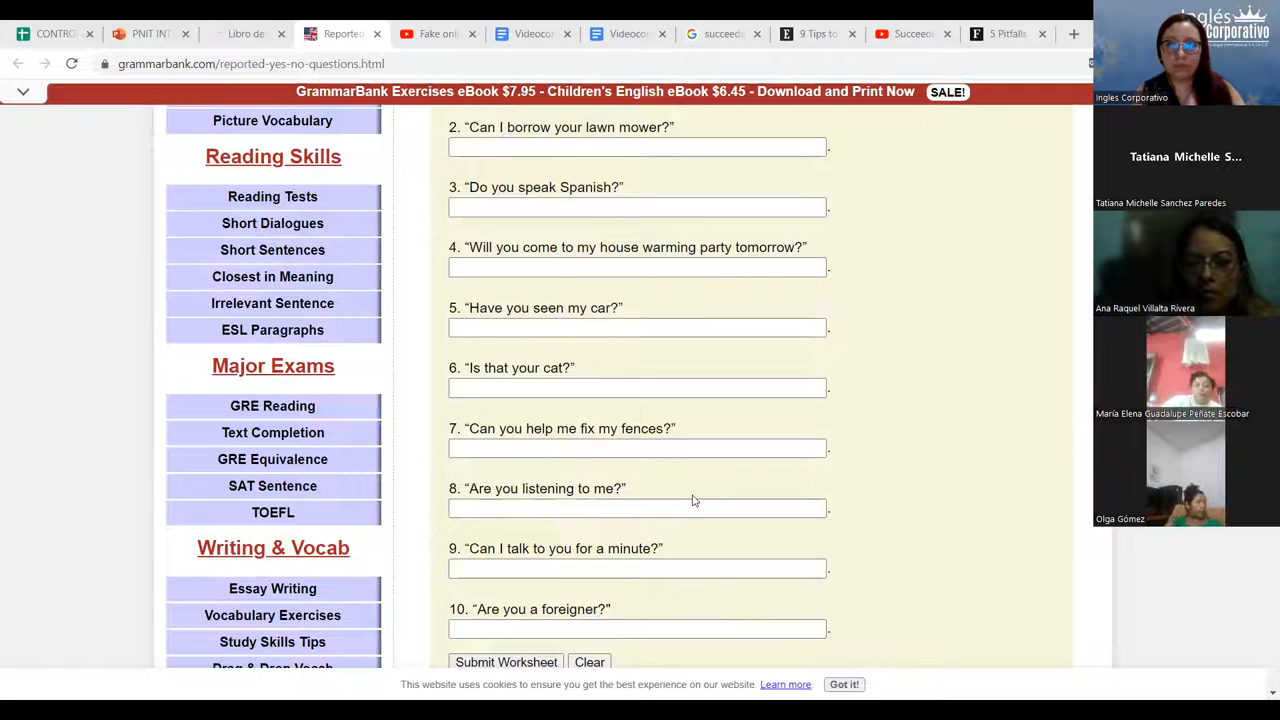 CONTRO
PNIT INT
Libro de
Reported
Fake onl
Videocor
Videocor
succeedi
9 Tips to
Succeed
5 Pitfalls
grammarbank.com/reported-yes-no-questions.html
GrammarBank Exercises eBook $7.95 - Children's English eBook $6.45 - Download and Print Now SALE!
Picture Vocabulary
Reading Skills
Reading Tests
Short Dialogues
Short Sentences
Closest in Meaning
Irrelevant Sentence
ESL Paragraphs
Major Exams
GRE Reading
Text Completion
GRE Equivalence
SAT Sentence
TOEFL
Writing & Vocab
Essay Writing
Vocabulary Exercises
Study Skills Tips
Drag & Drop Vocab
2. “Can I borrow your lawn mower?”
.
3. “Do you speak Spanish?”
.
4. “Will you come to my house warming party tomorrow?”
.
5. “Have you seen my car?”
.
6. “Is that your cat?”
.
7. “Can you help me fix my fences?”
.
8. “Are you listening to me?”
.
9. “Can I talk to you for a minute?”
.
10. “Are you a foreigner?"
.
Submit Worksheet Clear
This website uses cookies to ensure you get the best experience on our website. Learn more. Got it!
Inglés
Corporativo
Ingles Corporativo
Tatiana Michelle S...
Tatiana Michelle Sanchez Paredes
Ana Raquel Villalta Rivera
María Elena Guadalupe Peñate Escobar
Olga Gómez